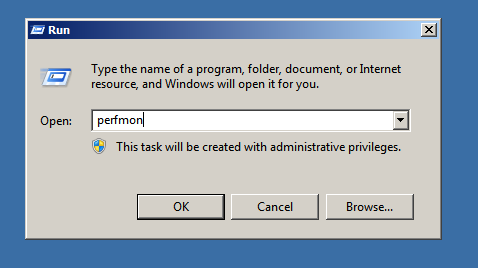 Run
Type the name of a program, folder, document, or Internet
resource, and Windows will open it for you.
Open: perfmon
This task will be created with administrative privileges.
OK Cancel Browse...